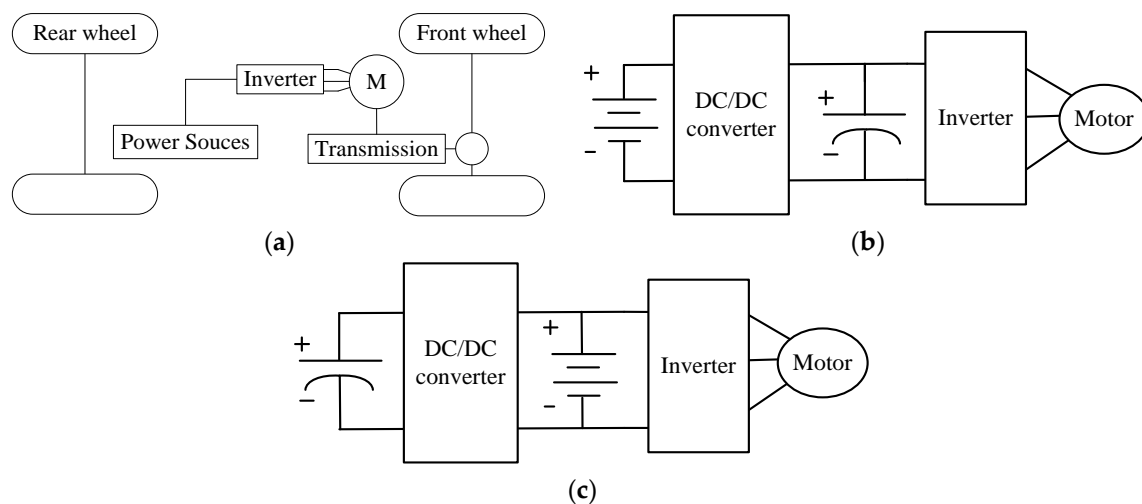 Rear wheel
Front wheel
Inverter
M
Power Souces
Transmission
(a)
+
-
DC/DC
converter
+
-
Inverter
Motor
(b)
+
-
DC/DC
converter
+
-
Inverter
Motor
(c)